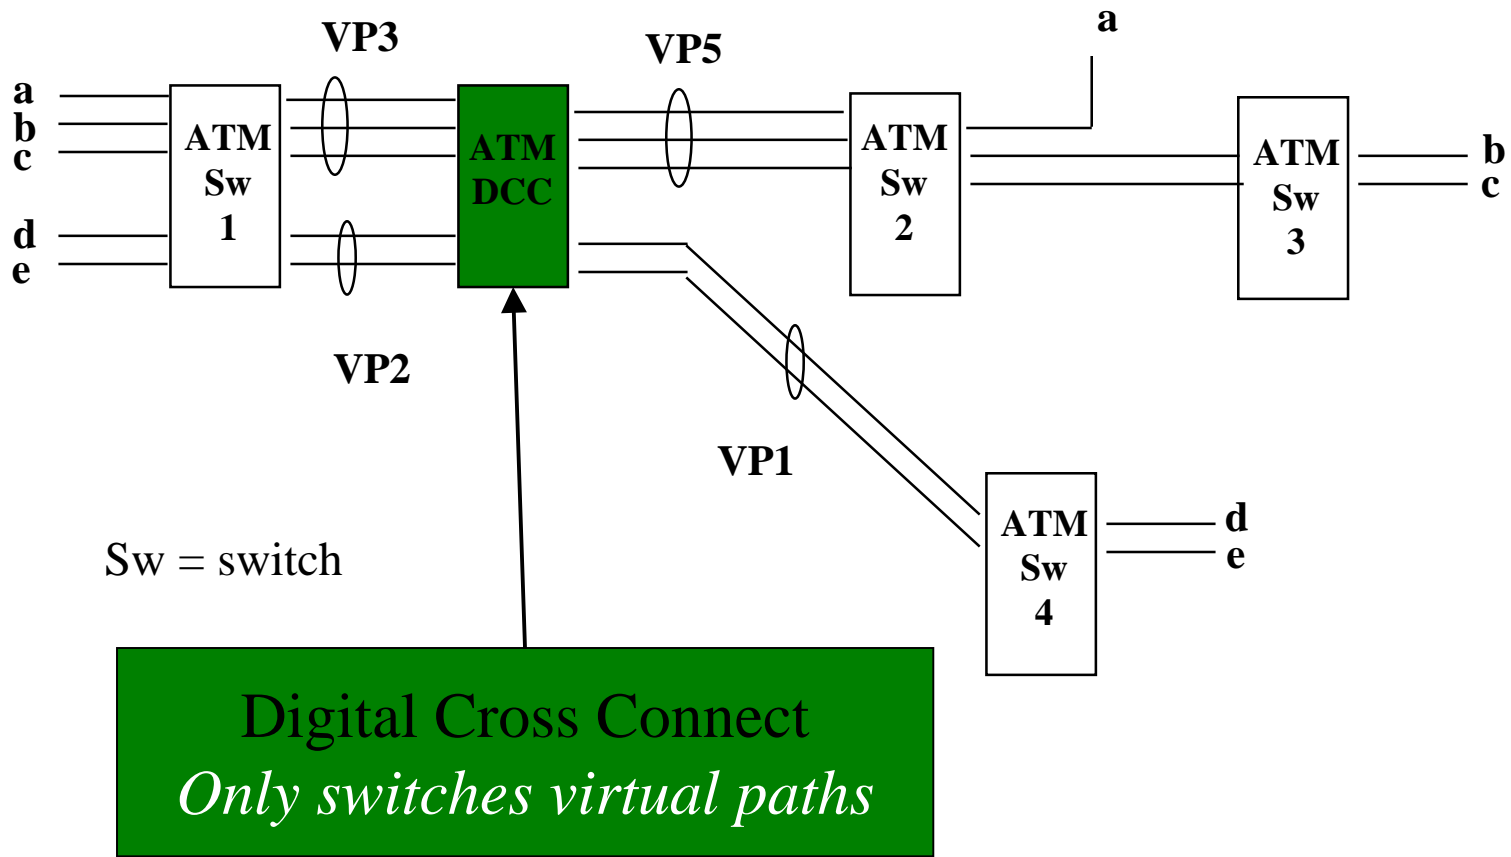 a
VP3
VP5
a
b
c
d
e
ATM
Sw
1
ATM
DCC
ATM
Sw
2
ATM
Sw
3
b
c
VP2
VP1
ATM
Sw
4
d
e
Sw = switch
Digital Cross Connect
Only switches virtual paths